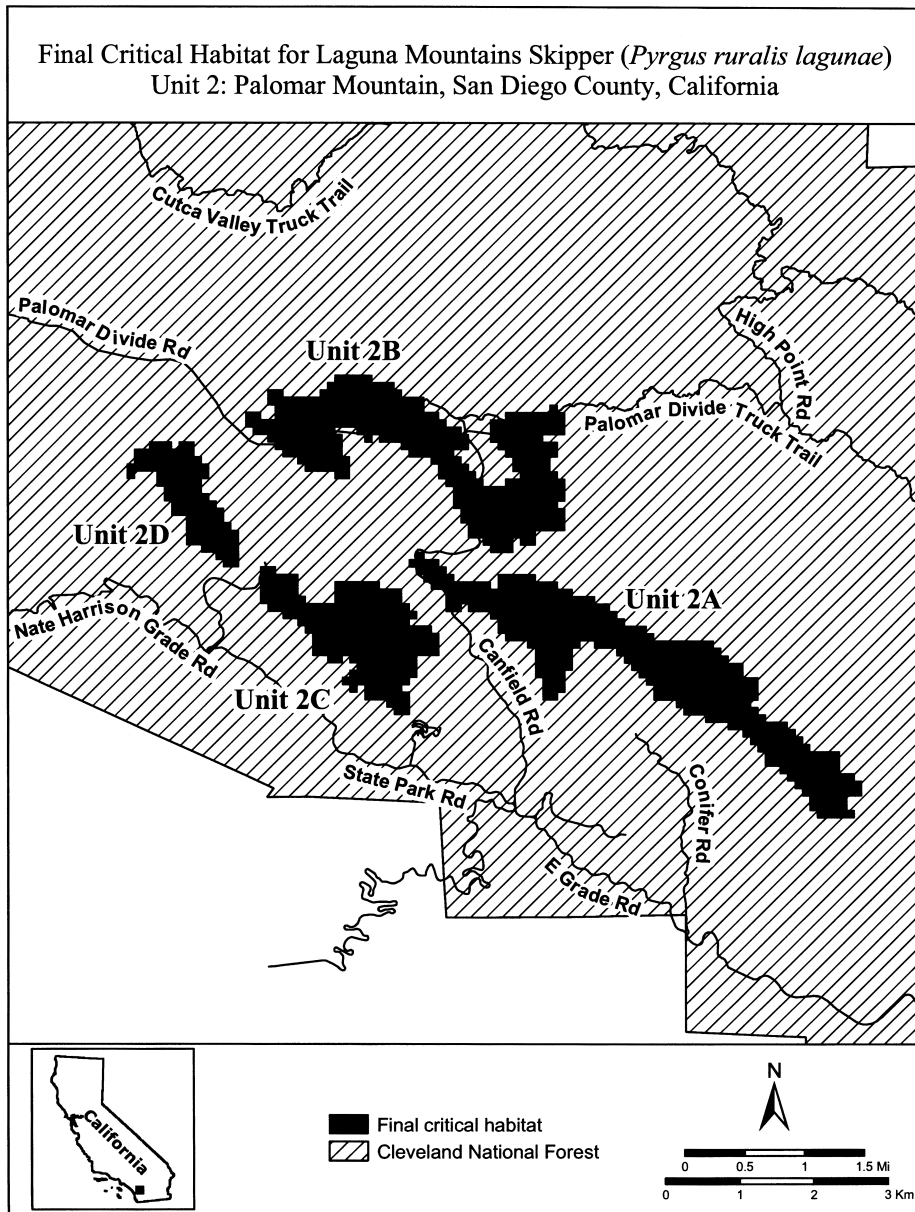 Final Critical Habitat for Laguna Mountains Skipper (Pyrgus ruralis lagunae)
Unit 2: Palomar Mountain, San Diego County, California
Cutca Valley Truck Trail
Palomar Divide Rd
High Point Rd
Unit 2B
Palomar Divide Truck Trail
Unit 2D
Unit 2A
Nate Harrison Grade Rd
Canfield Rd
Unit 2C
State Park Rd
Conifer Rd
E Grade Rd
California
Final critical habitat
Cleveland National Forest
N
0 0.5 1 1.5 Mi
0 1 2 3 Km